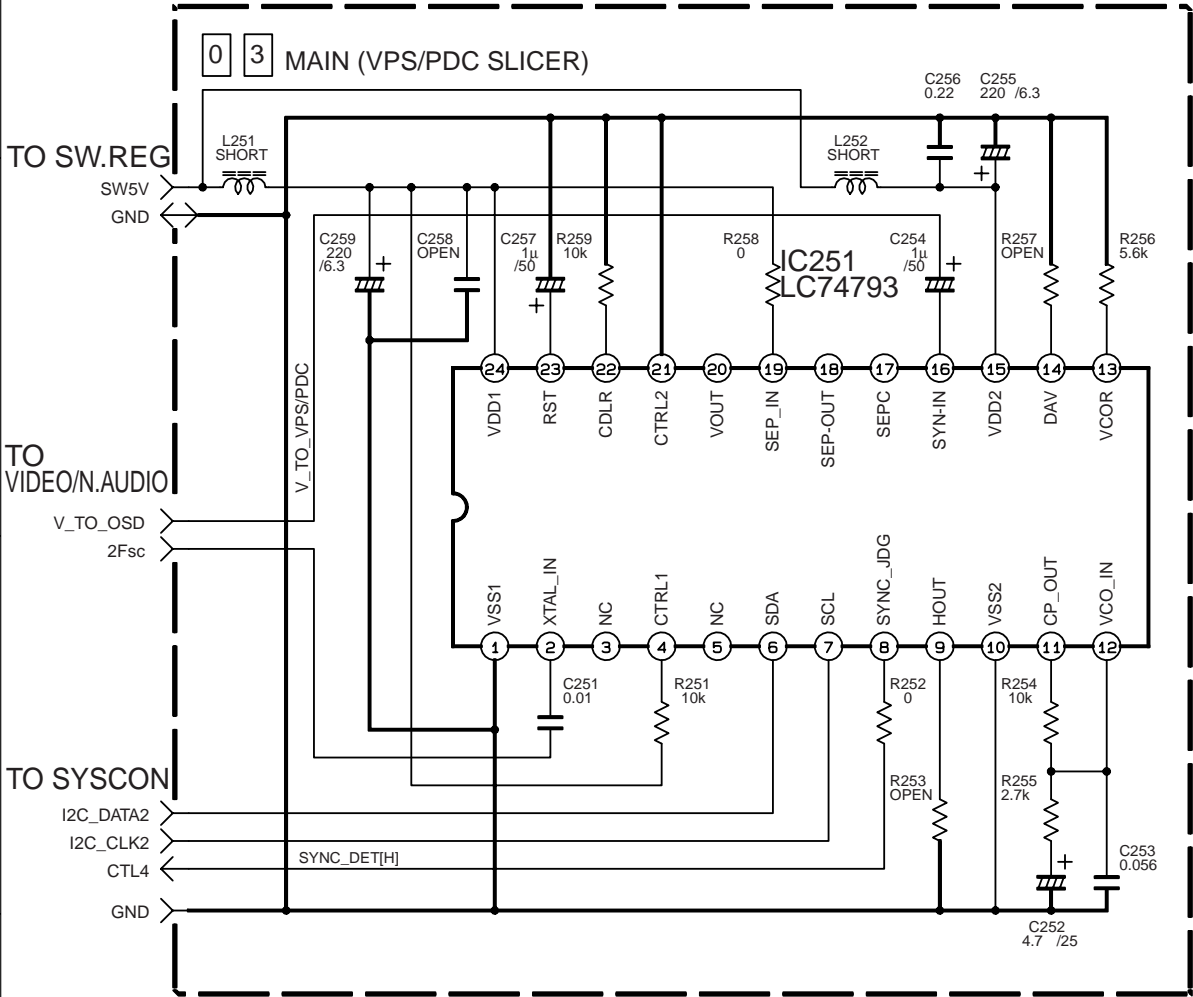 0 3 MAIN (VPS/PDC SLICER)
C256
0.22
C255
220 /6.3
TO SW.REG
SW5V
GND
L251
SHORT
L252
SHORT
C259
220
/6.3
C258
OPEN
C257
1µ
/50
R259
10k
R258
0
IC251
LC74793
C254
1µ
/50
R257
OPEN
R256
5.6k
24 23 22 21 20 19 18 17 16 15 14 13
VDD1
RST
CDLR
CTRL2
VOUT
SEP_IN
SEP-OUT
SEPC
SYN-IN
VDD2
DAV
VCOR
V_TO_VPS/PDC
TO
VIDEO/N.AUDIO
V_TO_OSD
2Fsc
VSS1
XTAL_IN
NC
CTRL1
NC
SDA
SCL
SYNC_JDG
HOUT
VSS2
CP_OUT
VCO_IN
1 2 3 4 5 6 7 8 9 10 11 12
C251
0.01
R251
10k
R252
0
R254
10k
R253
OPEN
R255
2.7k
TO SYSCON
I2C_DATA2
I2C_CLK2
CTL4
SYNC_DET[H]
GND
C253
0.056
C252
4.7 /25